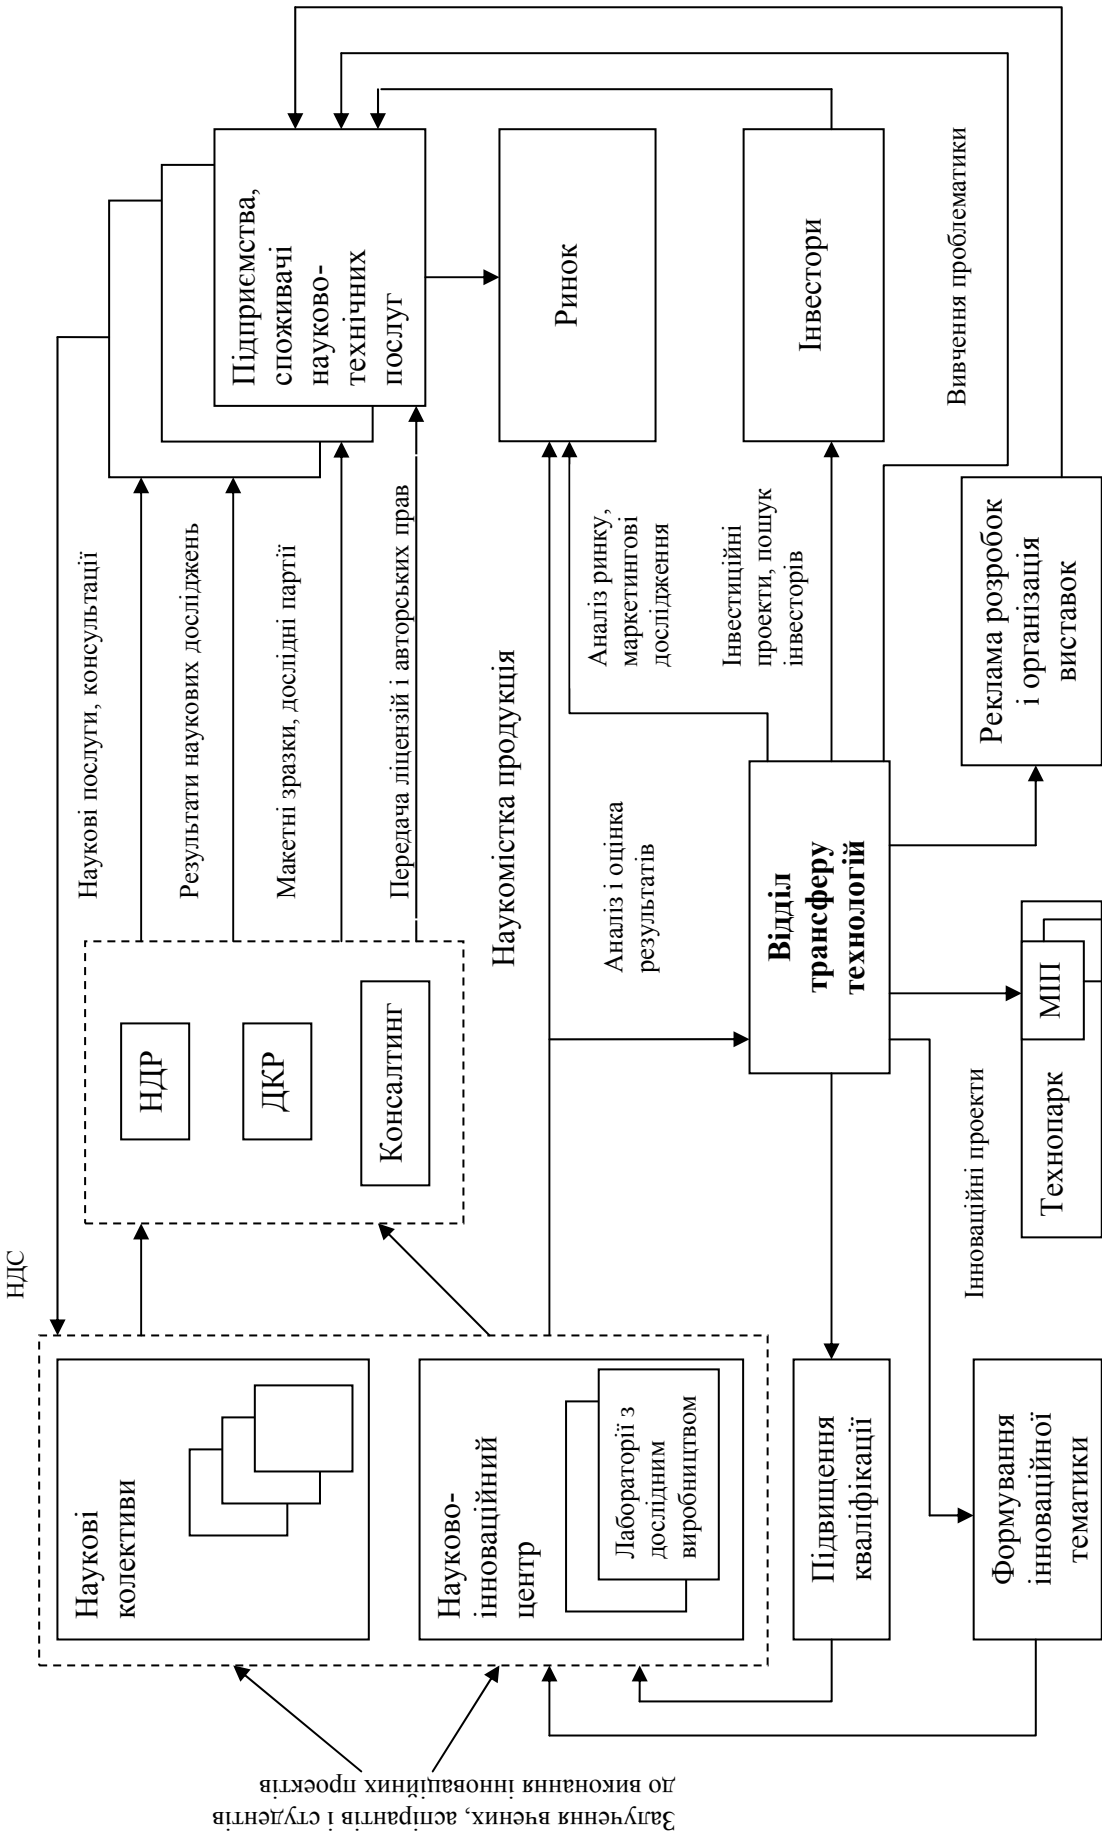 НДС
Наукові
колективи
Науково-
інноваційний
центр
Лабораторії з
дослідним
виробництвом
Залучення вчених, аспірантів і студентів
до виконання інноваційних проектів
НДР
ДКР
Консалтинг
Наукові послуги, консультації
Результати наукових досліджень
Макетні зразки, дослідні партії
Передача ліцензій і авторських прав
Підприємства,
споживачі
науково-
технічних
послуг
Наукомістка продукція
Ринок
Аналіз і оцінка
результатів
Аналіз ринку,
маркетингові
дослідження
Інвестиційні
проекти, пошук
інвесторів
Інвестори
Відділ
трансферу
технологій
Вивчення проблематики
Підвищення
кваліфікації
Формування
інноваційної
тематики
Інноваційні проекти
Технопарк
МІП
Реклама розробок
і організація
виставок